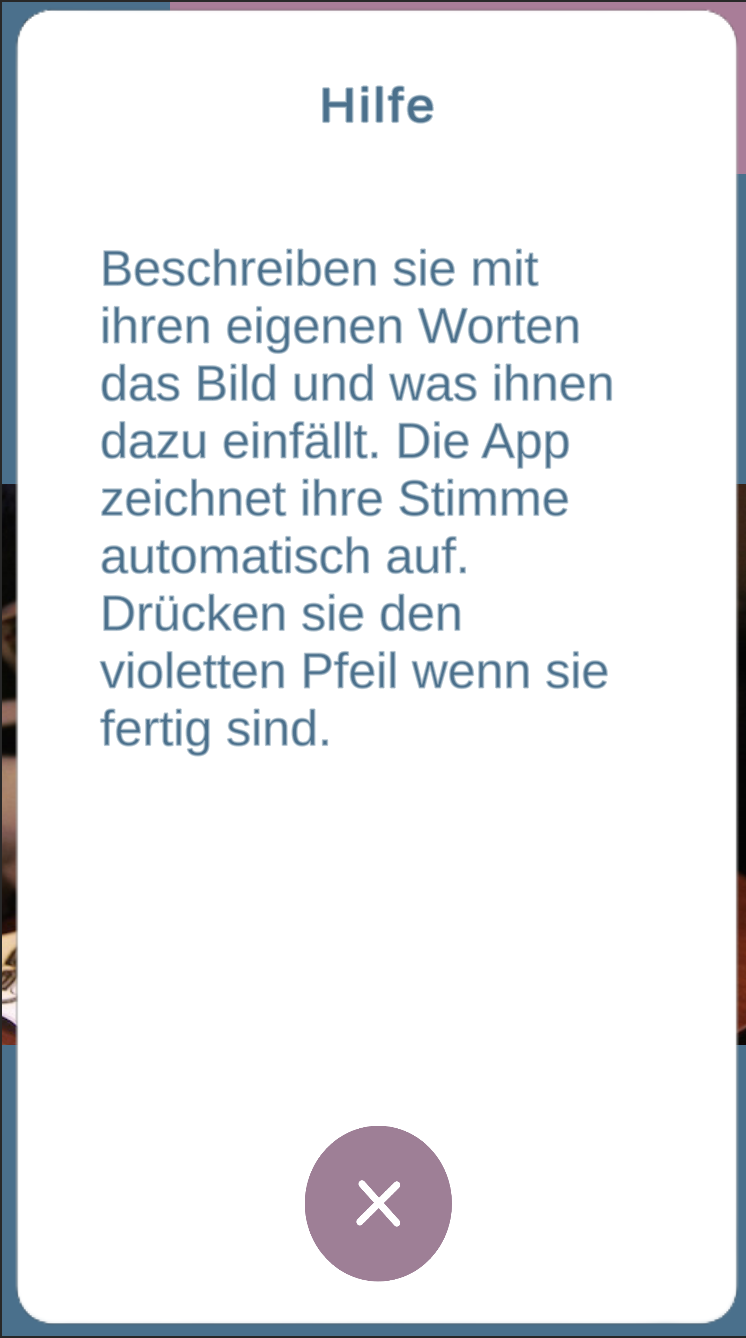 Hilfe
Beschreiben sie mit
ihren eigenen Worten
das Bild und was ihnen
dazu einfällt. Die App
zeichnet ihre Stimme
automatisch auf.
Drücken sie den
violetten Pfeil wenn sie
fertig sind.